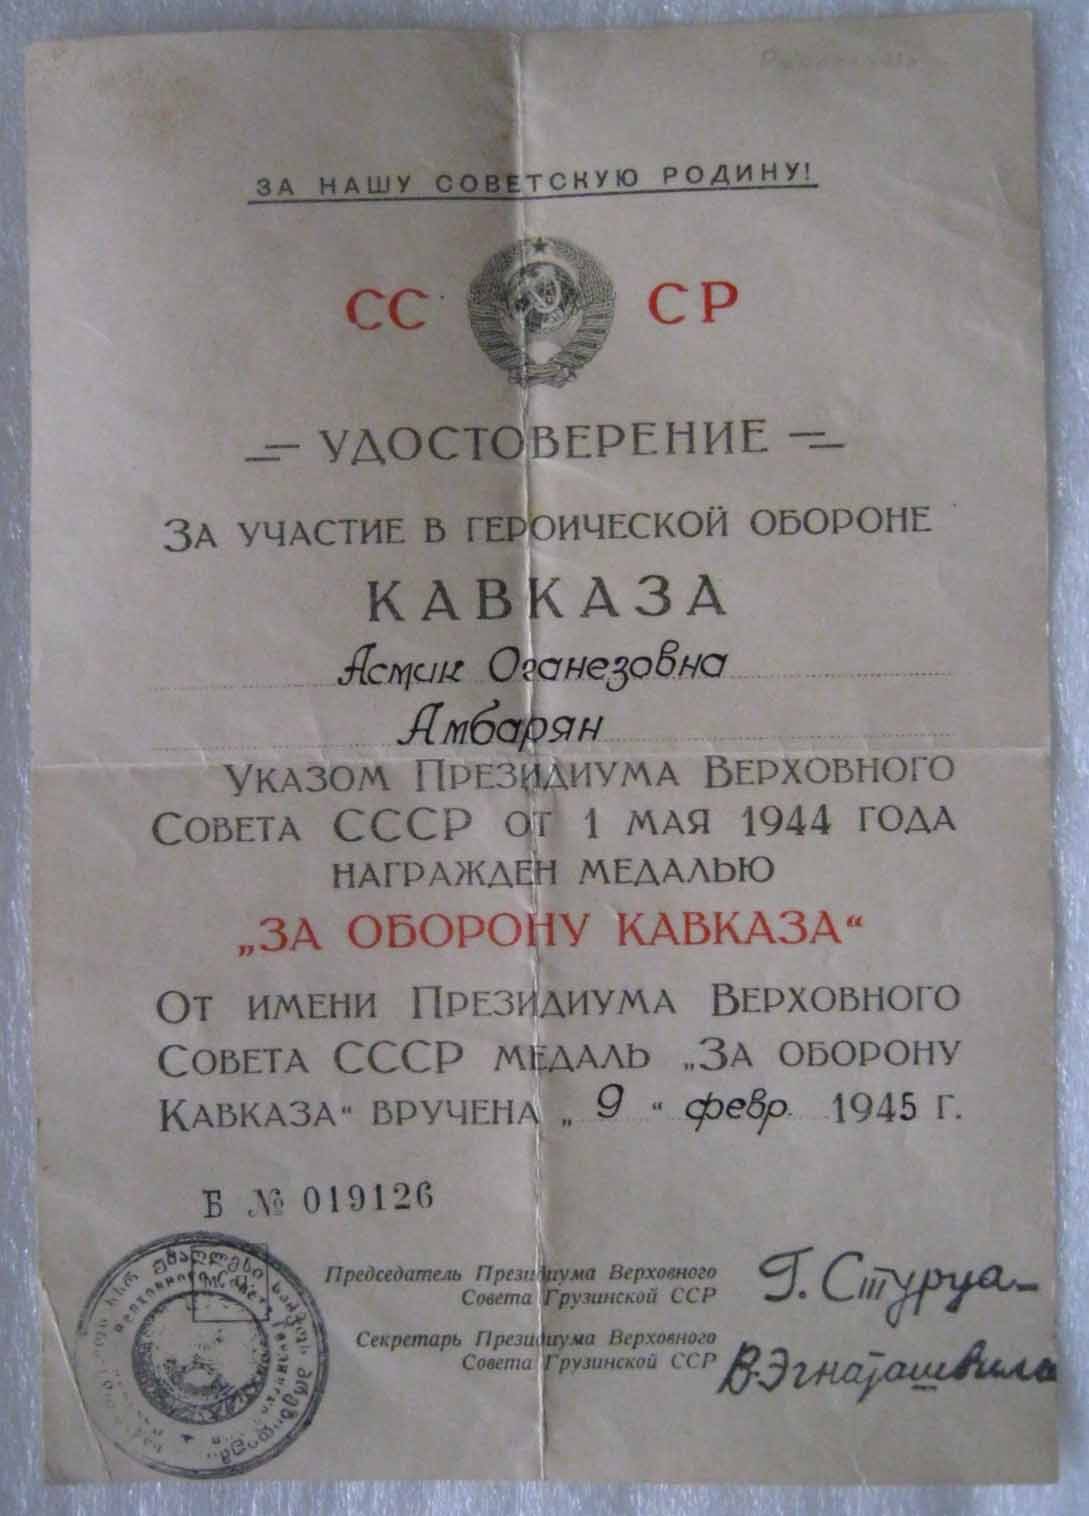 ЗА НАШУ СОВЕТСКУЮ РОДИНУ!
СС СР
УДОСТОВЕРЕНИЕ
ЗА УЧАСТИЕ В ГЕРОИЧЕСКОЙ ОБОРОНЕ
КАВКАЗА
Асмик Оганезовна
Амбарян
УКАЗОМ ПРЕЗИДИУМА ВЕРХОВНОГО
СОВЕТА СССР ОТ 1 МАЯ 1944 ГОДА
НАГРАЖДЕН МЕДАЛЬЮ
„ЗА ОБОРОНУ КАВКАЗА“
ОТ ИМЕНИ ПРЕЗИДИУМА ВЕРХОВНОГО
СОВЕТА СССР МЕДАЛЬ „ЗА ОБОРОНУ
КАВКАЗА“ ВРУЧЕНА „9“ февр. 1945 Г.
Б № 019126
Председатель Президиума Верховного
Совета Грузинской ССР
Г. Стуруа
Секретарь Президиума Верховного
Совета Грузинской ССР
В. Эгнаташвили